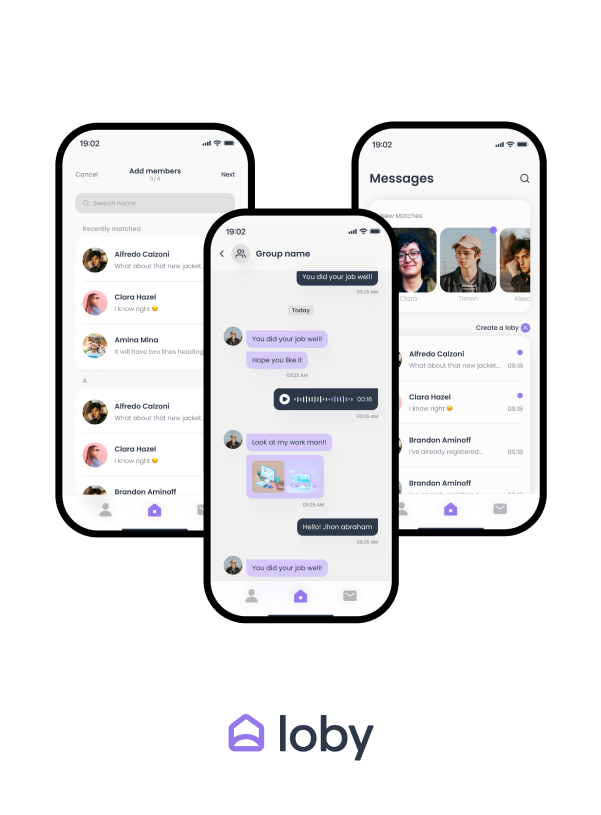 19:02
Cancel
Add members
0/4
Next
Search name
Recently matched
Alfredo Calzoni
What about that new jacket..
Clara Hazel
I know right 😄
Amina Mina
It will have two lines heading
A
Alfredo Calzoni
What about that new jacket..
Clara Hazel
I know right 😄
Brandon Aminoff
19:02
Group name
You did your job well!
09:25 AM
Today
You did your job well!
Hope you like it
09:25 AM
00:16
09:25 AM
Look at my work man!!
09:25 AM
Hello! Jhon abraham
09:25 AM
You did your job well!
19:02
Messages
New Matches
Clara
Timon
Alexa
Create a loby
Alfredo Calzoni
What about that new jacket...
09:18
Clara Hazel
I know right 😄
09:18
Brandon Aminoff
I've already registered...
09:18
Brandon Aminoff
09:18
loby